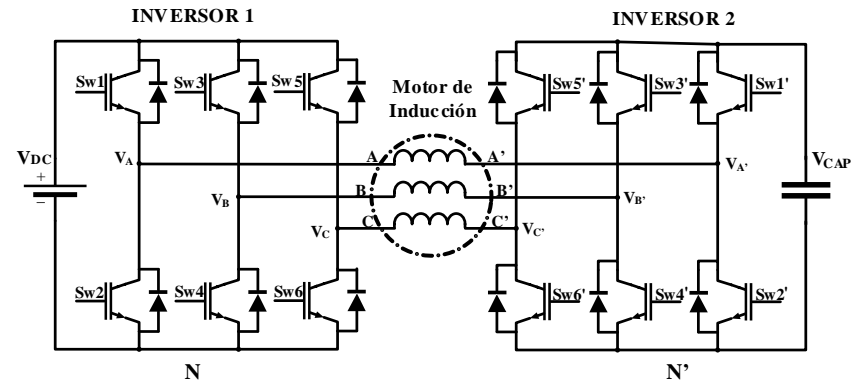 INVERSOR 1
INVERSOR 2
Sw1
Sw3
Sw5
Motor de
Inducción
Sw5'
Sw3'
Sw1'
VDC
+
−
VA
A
A'
VA'
VCAP
VB
B
B'
VB'
VC
C
C'
VC'
Sw2
Sw4
Sw6
Sw6'
Sw4'
Sw2'
N
N’